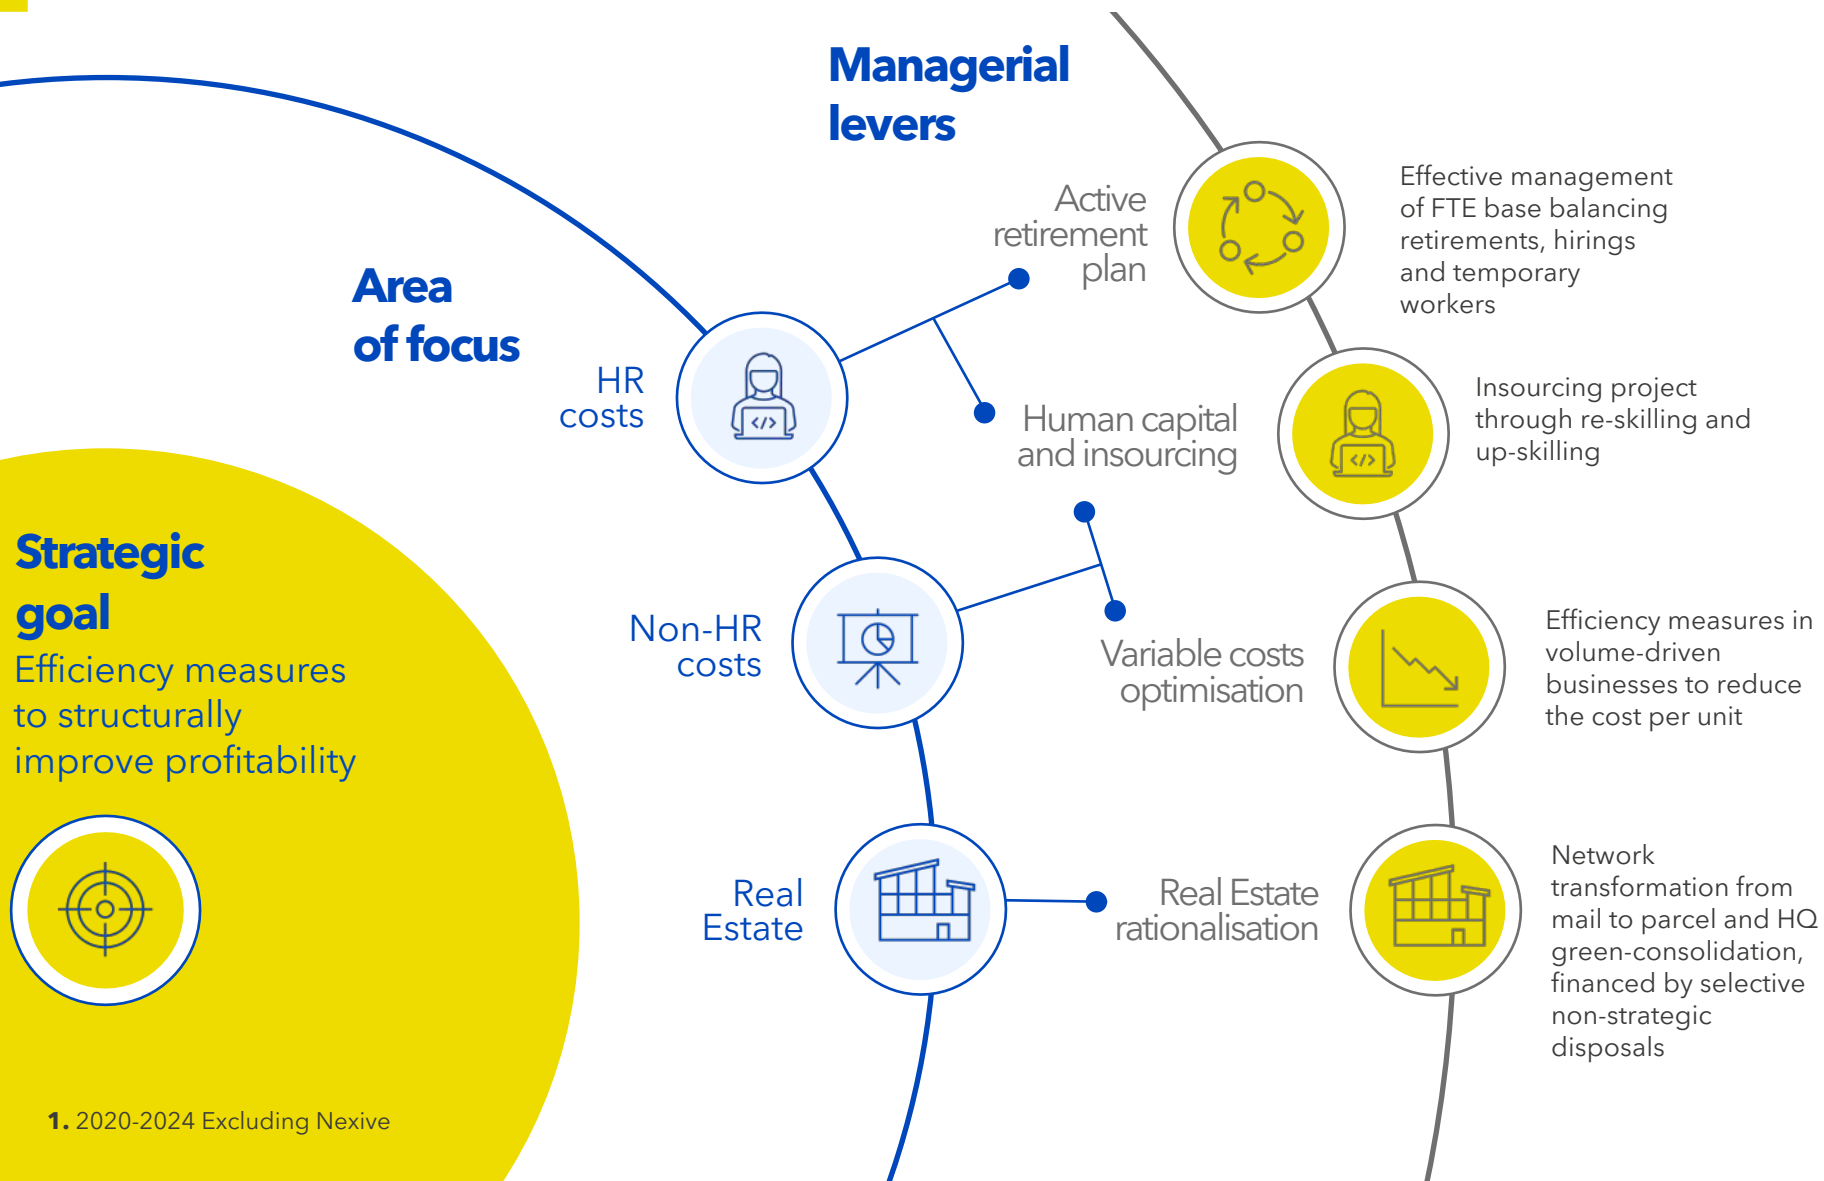 Managerial
levers
Area
of focus
Strategic
goal
Efficiency measures
to structurally
improve profitability
HR
costs
Non-HR
costs
Real
Estate
Active
retirement
plan
Effective management
of FTE base balancing
retirements, hirings
and temporary
workers
Human capital
and insourcing
Insourcing project
through re-skilling and
up-skilling
Variable costs
optimisation
Efficiency measures in
volume-driven
businesses to reduce
the cost per unit
Real Estate
rationalisation
Network
transformation from
mail to parcel and HQ
green-consolidation,
financed by selective
non-strategic
disposals
</>
</>
1. 2020-2024 Excluding Nexive